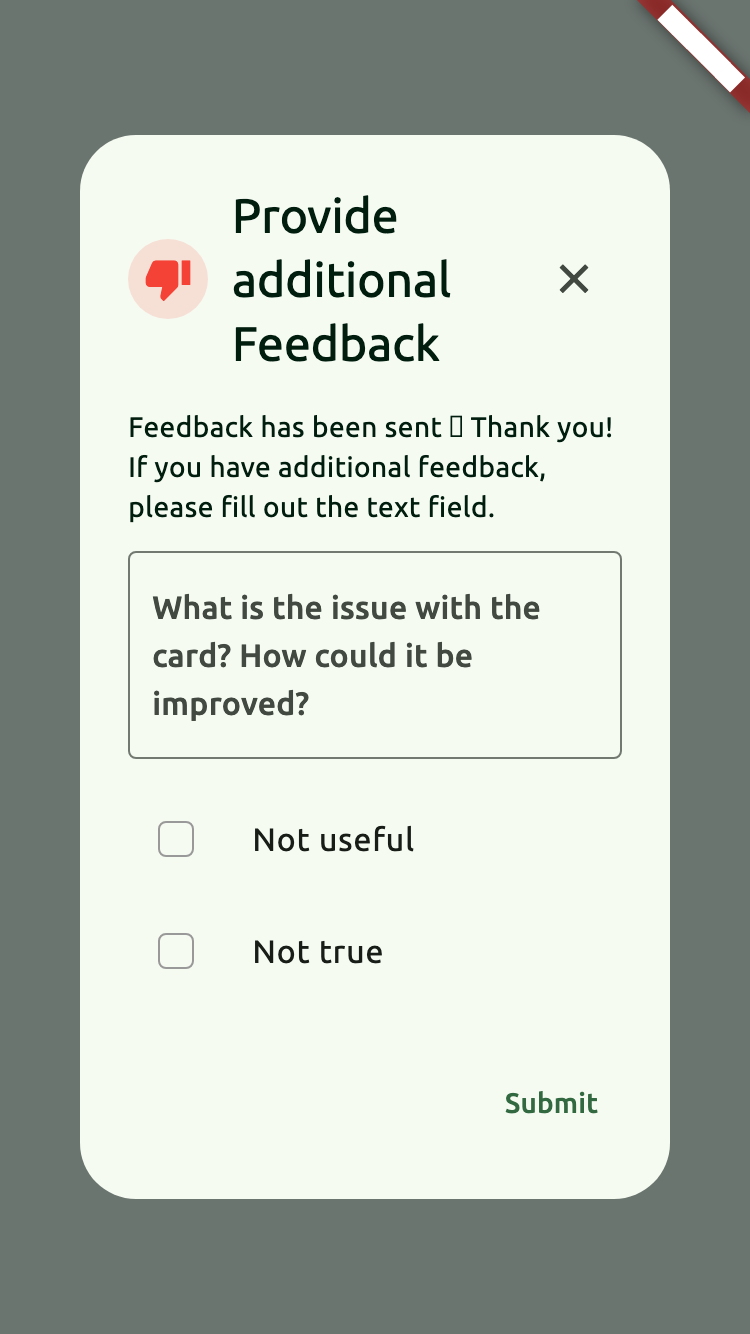 Provide
additional
Feedback
Feedback has been sent ▯ Thank you!
If you have additional feedback,
please fill out the text field.
What is the issue with the
card? How could it be
improved?
Not useful
Not true
Submit